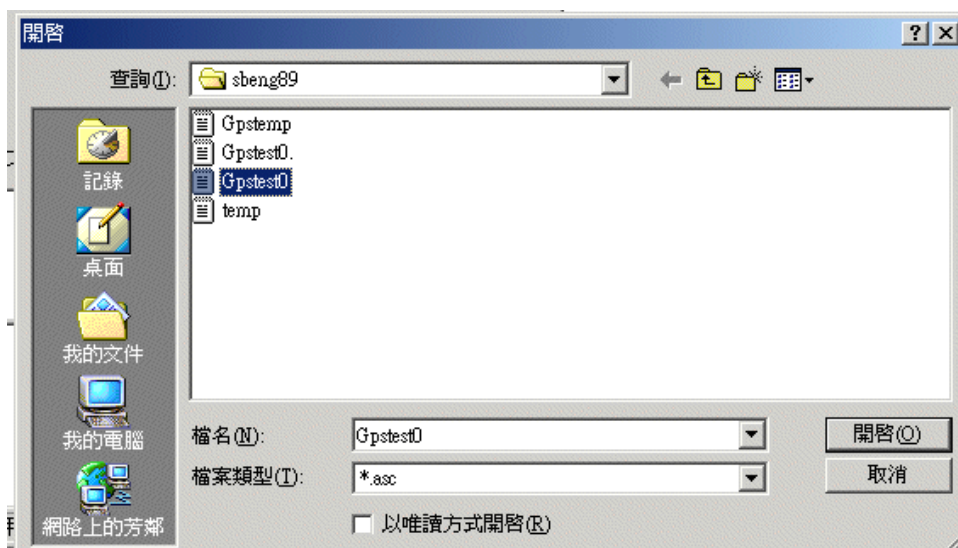 開啓
查詢(I): sbeng89
記錄
桌面
我的文件
我的電腦
網路上的芳鄰
Gpstemp
Gpstest0.
Gpstest0
temp
檔名(N): Gpstest0 開啓(O)
檔案類型(T): *.asc 取消
以唯讀方式開啓(R)